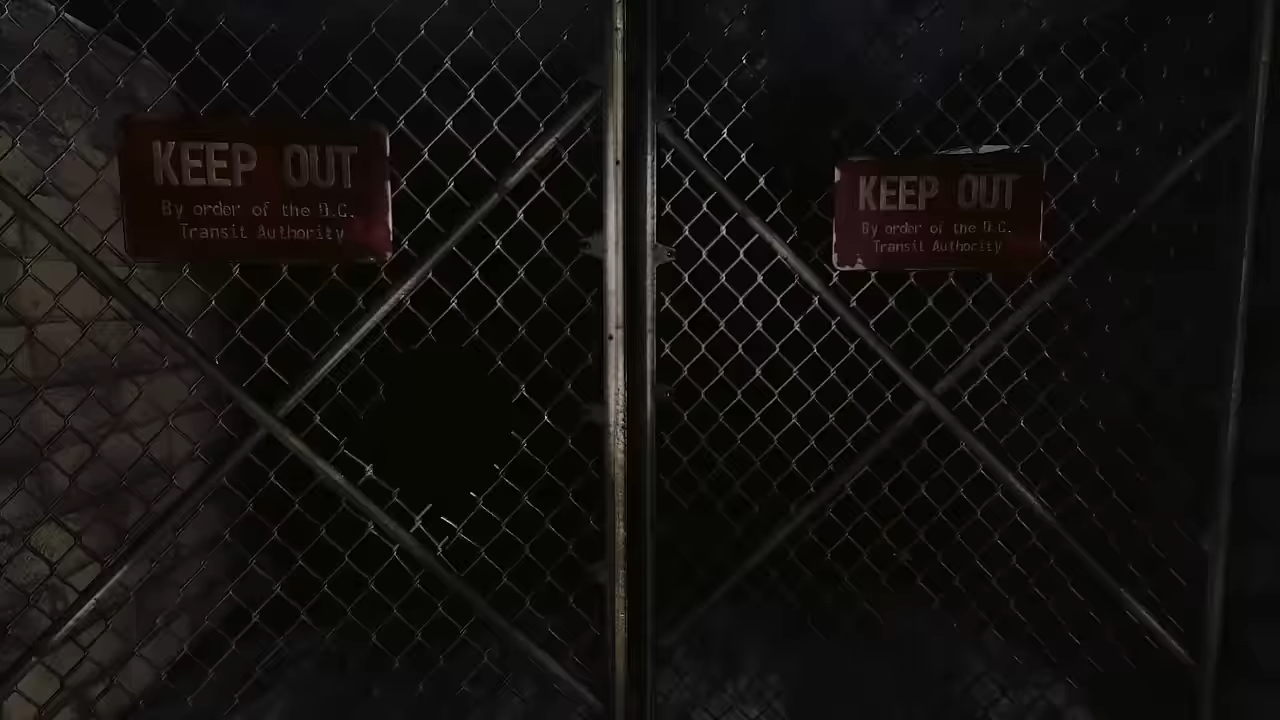 KEEP OUT
By order of the D.C.
Transit Authority
KEEP OUT
By order of the D.C.
Transit Authority